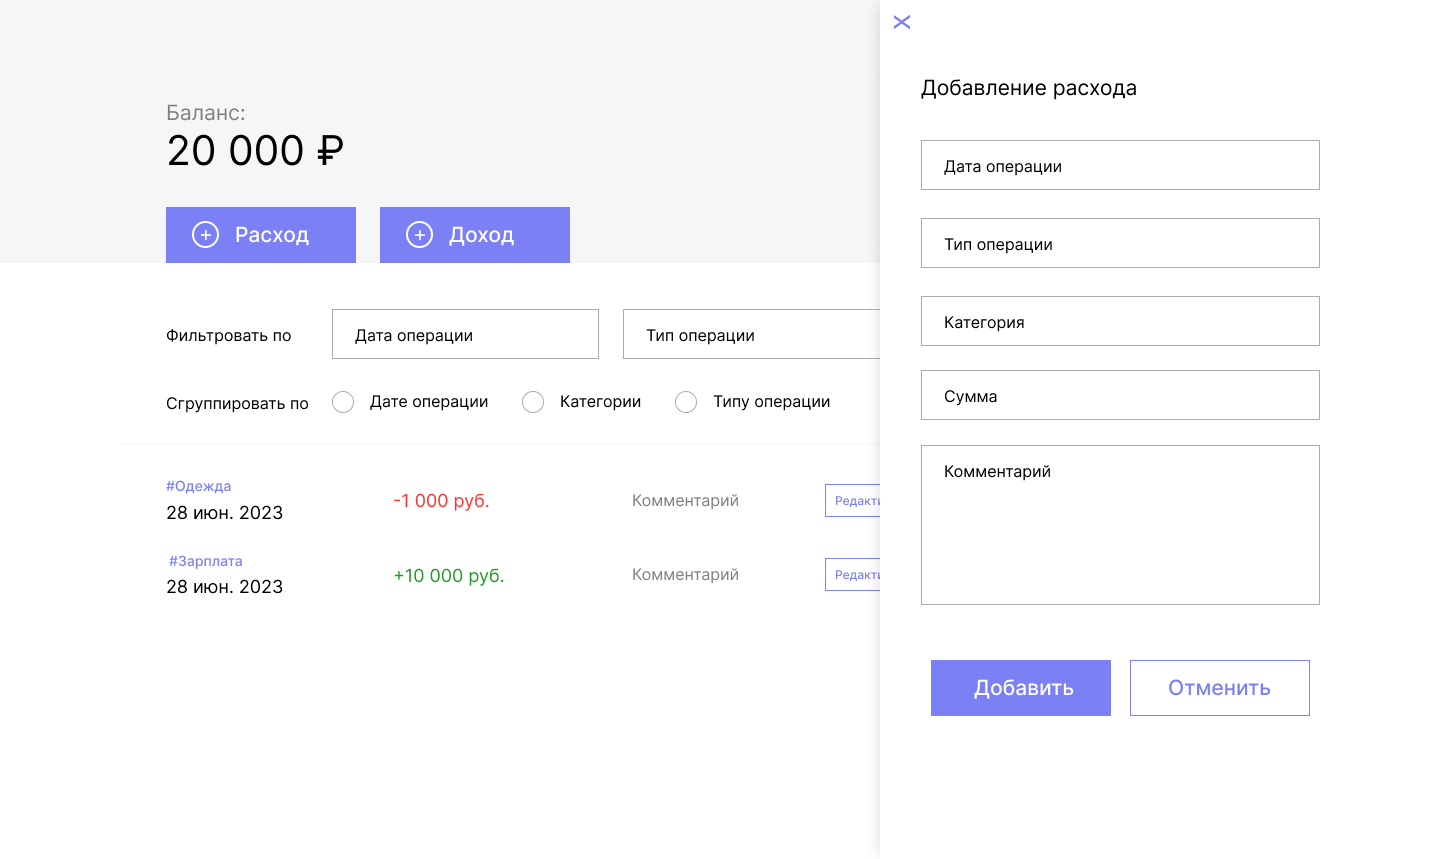 Баланс:
20 000 ₽
Расход
Доход
Фильтровать по
Дата операции
Тип операции
Сгруппировать по
Дате операции
Категории
Типу операции
#Одежда
28 июн. 2023
-1 000 руб.
Комментарий
#Зарплата
28 июн. 2023
+10 000 руб.
Комментарий
Добавление расхода
Дата операции
Тип операции
Категория
Сумма
Комментарий
Добавить
Отменить